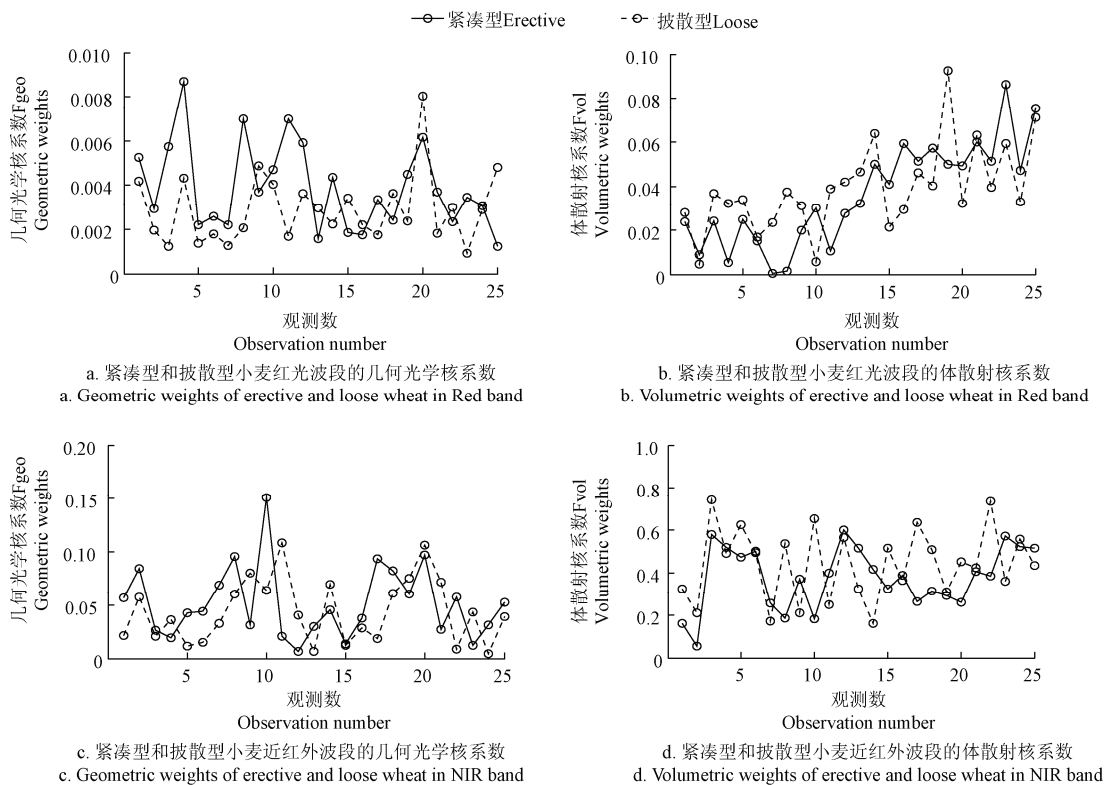 紧凑型Erective 披散型Loose
几何光学核系数Fgeo
Geometric weights
0.010
0.008
0.006
0.004
0.002
0
5 10 15 20 25
观测数
Observation number
a. 紧凑型和披散型小麦红光波段的几何光学核系数
a. Geometric weights of erective and loose wheat in Red band
体散射核系数Fvol
Volumetric weights
0.10
0.08
0.06
0.04
0.02
0
5 10 15 20 25
观测数
Observation number
b. 紧凑型和披散型小麦红光波段的体散射核系数
b. Volumetric weights of erective and loose wheat in Red band
几何光学核系数Fgeo
Geometric weights
0.20
0.15
0.10
0.05
0
5 10 15 20 25
观测数
Observation number
c. 紧凑型和披散型小麦近红外波段的几何光学核系数
c. Geometric weights of erective and loose wheat in NIR band
体散射核系数Fvol
Volumetric weights
1.0
0.8
0.6
0.4
0.2
0
5 10 15 20 25
观测数
Observation number
d. 紧凑型和披散型小麦近红外波段的体散射核系数
d. Volumetric weights of erective and loose wheat in NIR band